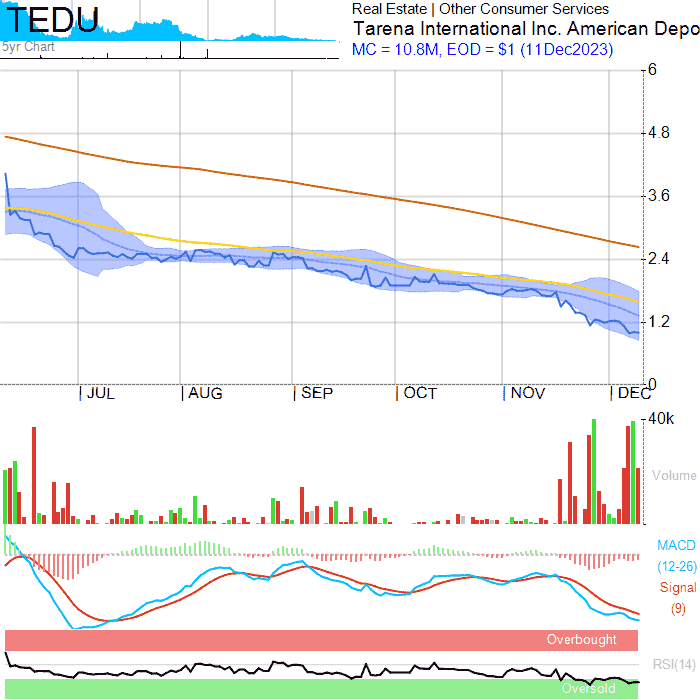 TEDU
5yr Chart
Real Estate | Other Consumer Services
Tarena International Inc. American Depo
MC = 10.8M, EOD = $1 (11Dec2023)
6
4.8
3.6
2.4
1.2
0
JUL AUG SEP OCT NOV DEC
40k
Volume
MACD
(12-26)
Signal
(9)
Overbought
RSI(14)
Oversold